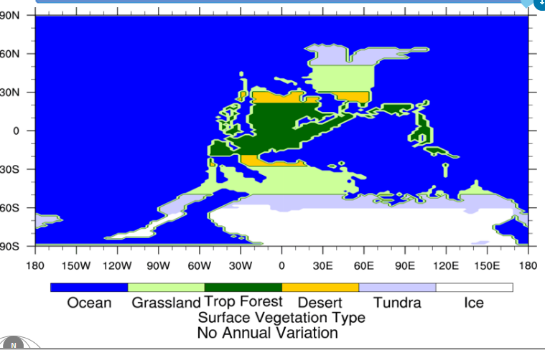 90N
60N
30N
0
30S
60S
90S
180 150W 120W 90W 60W 30W 0 30E 60E 90E 120E 150E 180
Ocean Grassland Trop Forest Desert Tundra Ice
Surface Vegetation Type
No Annual Variation
N